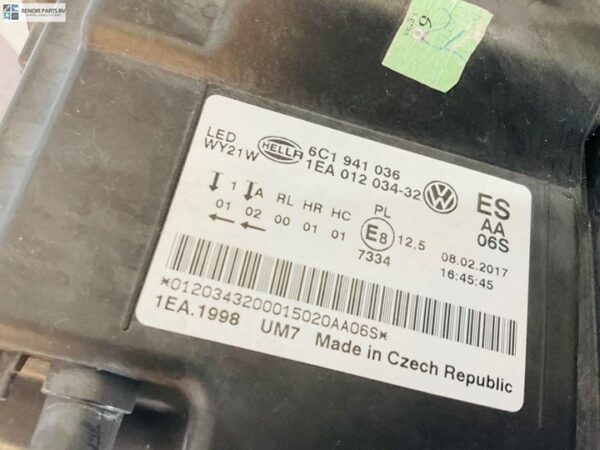 RENOIR PARTS BV
LED
WY21W
HELLA
6C1 941 036
1EA 012 034-32
ES
AA
06S
1 A RL HR HC PL
01 02 00 01 01
E8 12,5
7334
08.02.2017
16:45:45
*0120343200015020AA06S*
1EA.1998 UM7 Made in Czech Republic